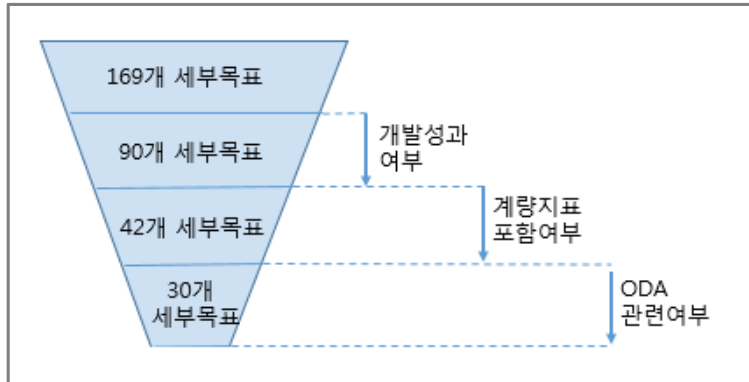 169개 세부목표
개발성과
여부
90개 세부목표
계량지표
포함여부
42개 세부목표
30개
세부목표
ODA
관련여부